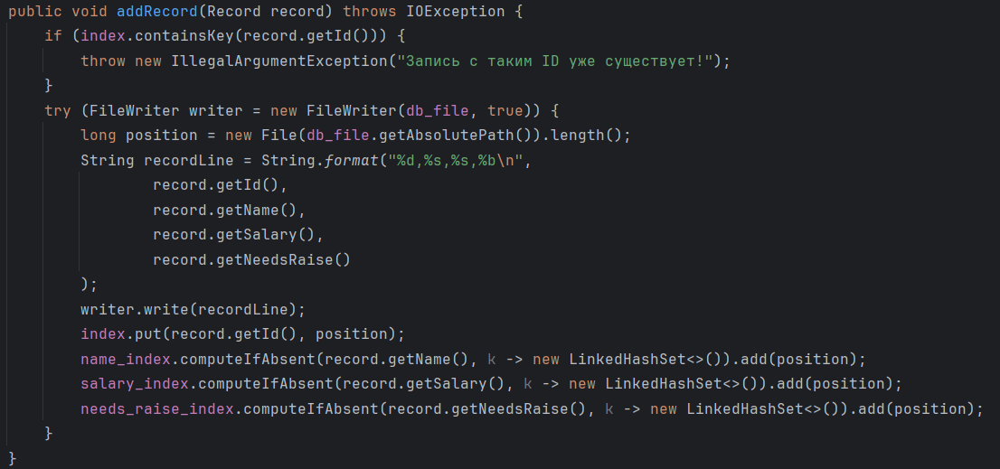 public void addRecord(Record record) throws IOException {
    if (index.containsKey(record.getId())) {
        throw new IllegalArgumentException("Запись с таким ID уже существует!");
    }
    try (FileWriter writer = new FileWriter(db_file, true)) {
        long position = new File(db_file.getAbsolutePath()).length();
        String recordLine = String.format("%d,%s,%s,%b\n",
                record.getId(),
                record.getName(),
                record.getSalary(),
                record.getNeedsRaise()
        );
        writer.write(recordLine);
        index.put(record.getId(), position);
        name_index.computeIfAbsent(record.getName(), k -> new LinkedHashSet<>()).add(position);
        salary_index.computeIfAbsent(record.getSalary(), k -> new LinkedHashSet<>()).add(position);
        needs_raise_index.computeIfAbsent(record.getNeedsRaise(), k -> new LinkedHashSet<>()).add(position);
    }
}